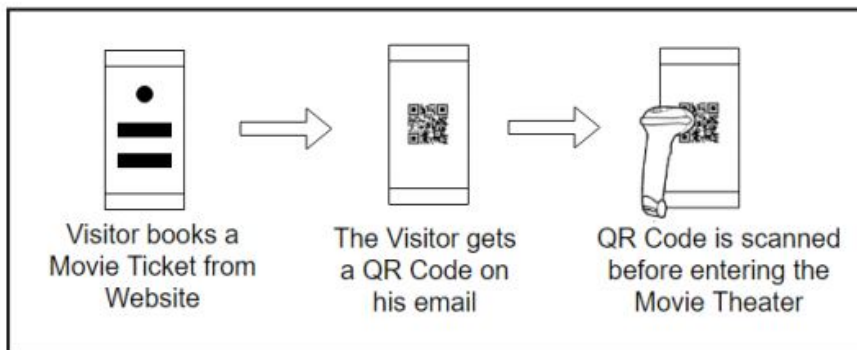 Visitor books a
Movie Ticket from
Website
The Visitor gets
a QR Code on
his email
QR Code is scanned
before entering the
Movie Theater